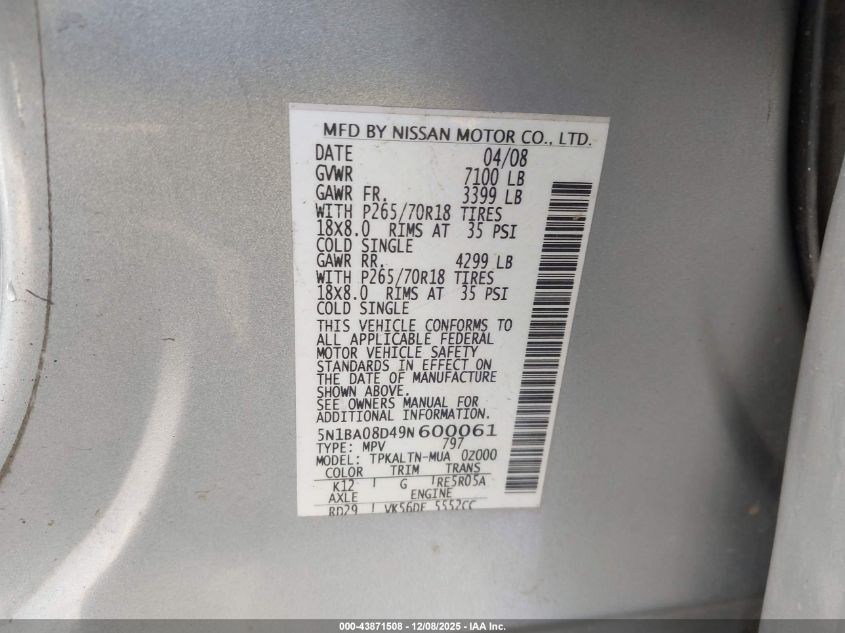 MFD BY NISSAN MOTOR CO., LTD.
DATE 04/08
GVWR 7100 LB
GAWR FR. 3399 LB
WITH P265/70R18 TIRES
18X8.0 RIMS AT 35 PSI
COLD SINGLE
GAWR RR. 4299 LB
WITH P265/70R18 TIRES
18X8.0 RIMS AT 35 PSI
COLD SINGLE
THIS VEHICLE CONFORMS TO
ALL APPLICABLE FEDERAL
MOTOR VEHICLE SAFETY
STANDARDS IN EFFECT ON
THE DATE OF MANUFACTURE
SHOWN ABOVE.
SEE OWNERS MANUAL FOR
ADDITIONAL INFORMATION.
5N1BA08D49N600061
TYPE: MPV 797
MODEL: TPKALTN-MUA 02000
COLOR TRIM TRANS
K12 G RE5R05A
AXLE ENGINE
RD29 VK56DE 5552CC
000-43871508 - 12/08/2025 - IAA Inc.